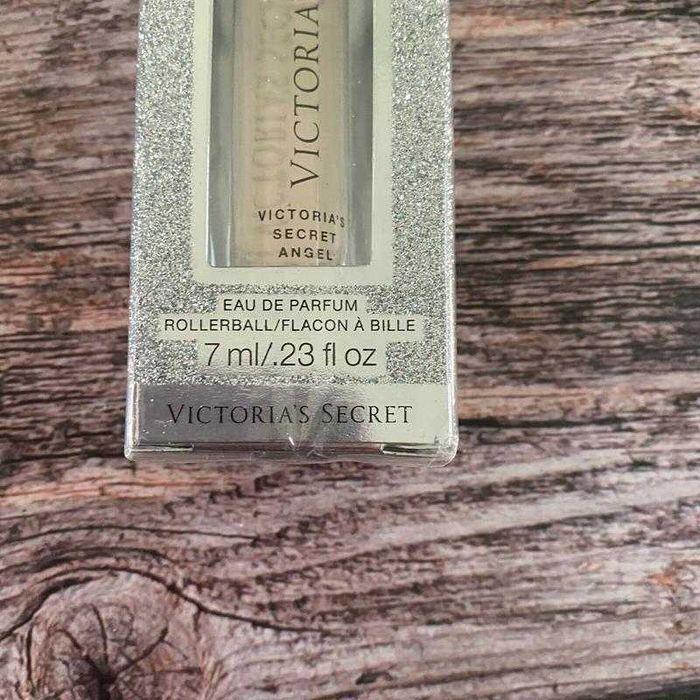 VICTORIA
VICTORIA'S
SECRET
ANGEL
EAU DE PARFUM
ROLLERBALL/FLACON À BILLE
7 ml/.23 fl oz
VICTORIA'S SECRET